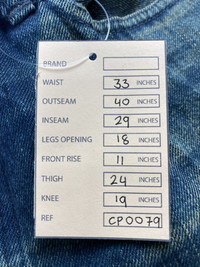 BRAND
WAIST 33 INCHES
OUTSEAM 40 INCHES
INSEAM 29 INCHES
LEGS OPENING 18 INCHES
FRONT RISE 11 INCHES
THIGH 24 INCHES
KNEE 19 INCHES
REF CP0079